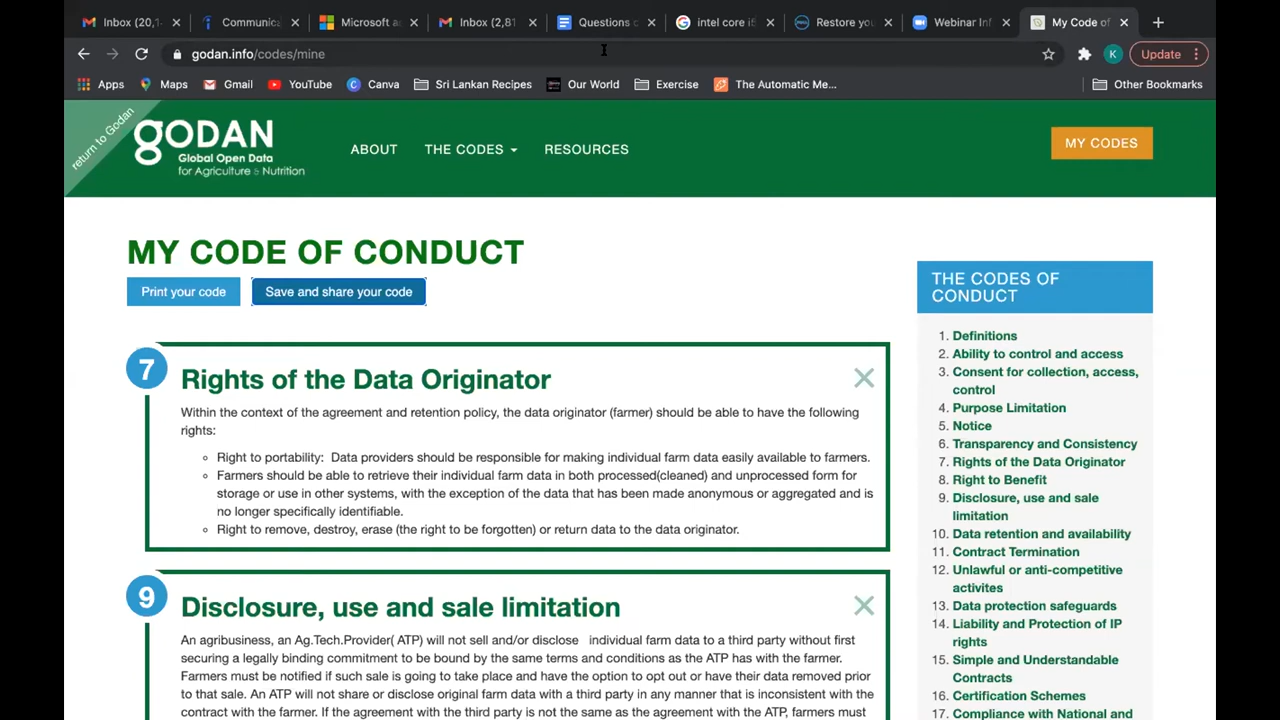 Inbox (20,1
Communica
Microsoft a
Inbox (2,81
Questions c
intel core i5
Restore you
Webinar Inf
My Code of
godan.info/codes/mine
K
Update
Apps
Maps
Gmail
YouTube
Canva
Sri Lankan Recipes
Our World
Exercise
The Automatic Me...
Other Bookmarks
return to Godan
GODAN
Global Open Data
for Agriculture & Nutrition
ABOUT
THE CODES
RESOURCES
MY CODES
MY CODE OF CONDUCT
Print your code
Save and share your code
7
Rights of the Data Originator
Within the context of the agreement and retention policy, the data originator (farmer) should be able to have the following
rights:
Right to portability: Data providers should be responsible for making individual farm data easily available to farmers.
Farmers should be able to retrieve their individual farm data in both processed(cleaned) and unprocessed form for
storage or use in other systems, with the exception of the data that has been made anonymous or aggregated and is
no longer specifically identifiable.
Right to remove, destroy, erase (the right to be forgotten) or return data to the data originator.
9
Disclosure, use and sale limitation
An agribusiness, an Ag.Tech.Provider( ATP) will not sell and/or disclose individual farm data to a third party without first
securing a legally binding commitment to be bound by the same terms and conditions as the ATP has with the farmer.
Farmers must be notified if such sale is going to take place and have the option to opt out or have their data removed prior
to that sale. An ATP will not share or disclose original farm data with a third party in any manner that is inconsistent with the
contract with the farmer. If the agreement with the third party is not the same as the agreement with the ATP, farmers must
THE CODES OF
CONDUCT
1. Definitions
2. Ability to control and access
3. Consent for collection, access,
control
4. Purpose Limitation
5. Notice
6. Transparency and Consistency
7. Rights of the Data Originator
8. Right to Benefit
9. Disclosure, use and sale
limitation
10. Data retention and availability
11. Contract Termination
12. Unlawful or anti-competitive
activites
13. Data protection safeguards
14. Liability and Protection of IP
rights
15. Simple and Understandable
Contracts
16. Certification Schemes
17. Compliance with National and